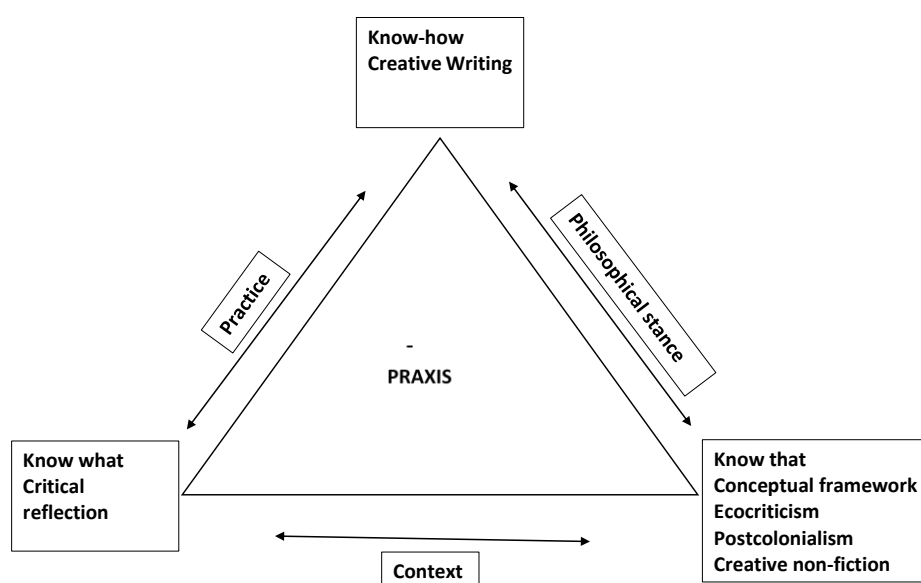 Know-how
Creative Writing
Practice
Philosophical stance
-
PRAXIS
Know what
Critical
reflection
Know that
Conceptual framework
Ecocriticism
Postcolonialism
Creative non-fiction
Context